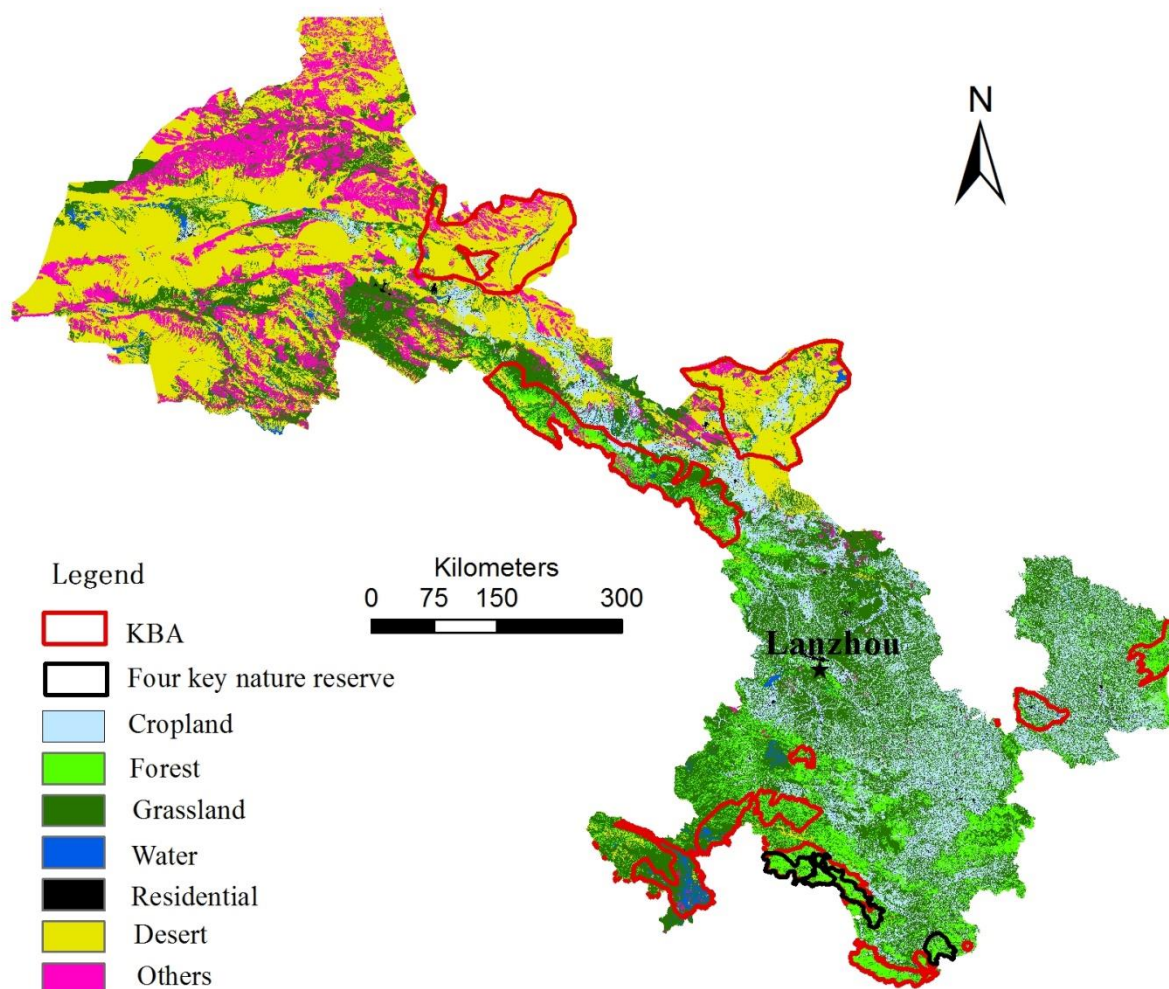 N
Kilometers
0 75 150 300
Lanzhou
Legend
KBA
Four key nature reserve
Cropland
Forest
Grassland
Water
Residential
Desert
Others